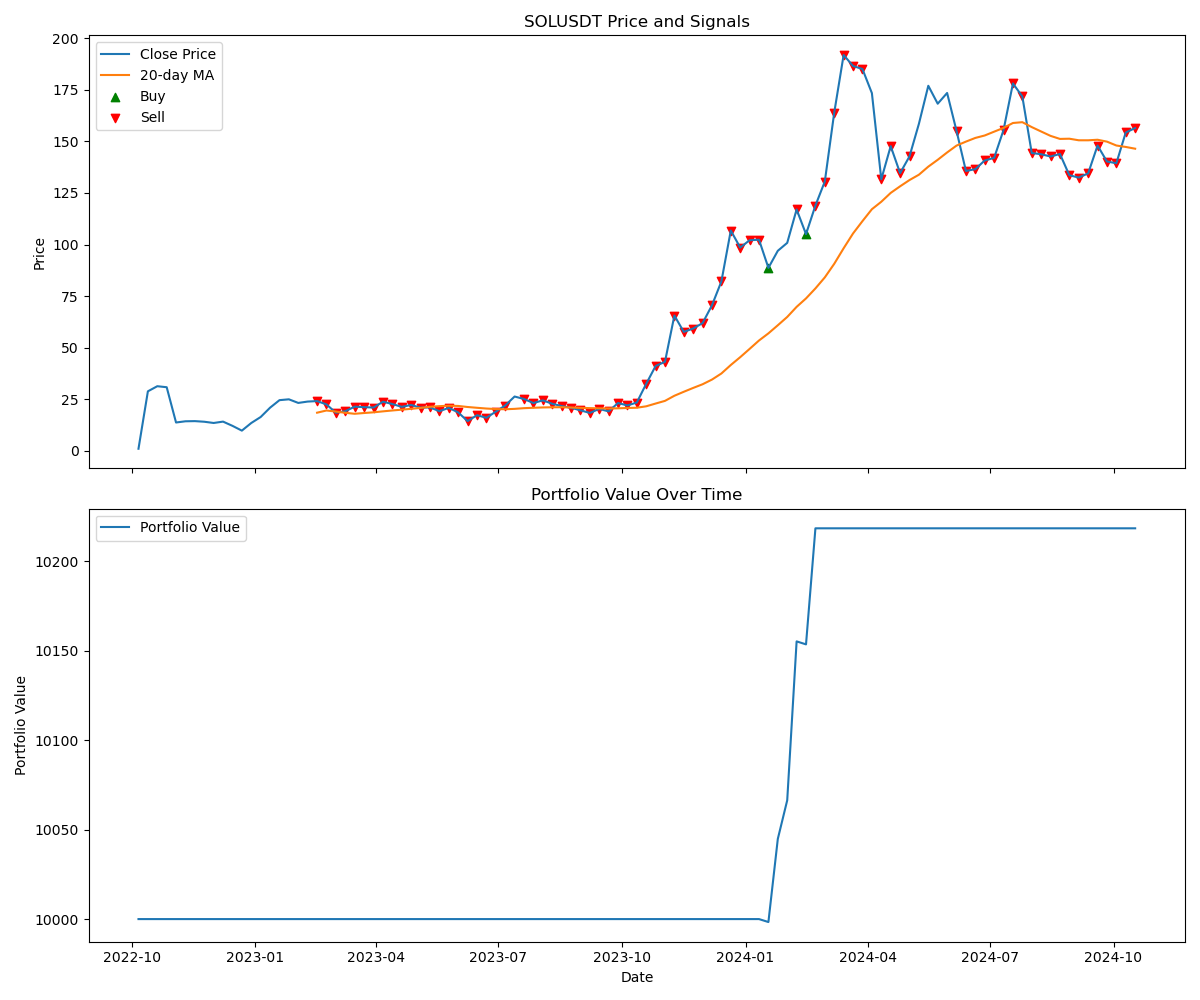 SOLUSDT Price and Signals
200
175
150
125
100
75
50
25
0
Price
Close Price
20-day MA
Buy
Sell
Portfolio Value Over Time
10200
10150
10100
10050
10000
Portfolio Value
Portfolio Value
2022-10
2023-01
2023-04
2023-07
2023-10
2024-01
2024-04
2024-07
2024-10
Date